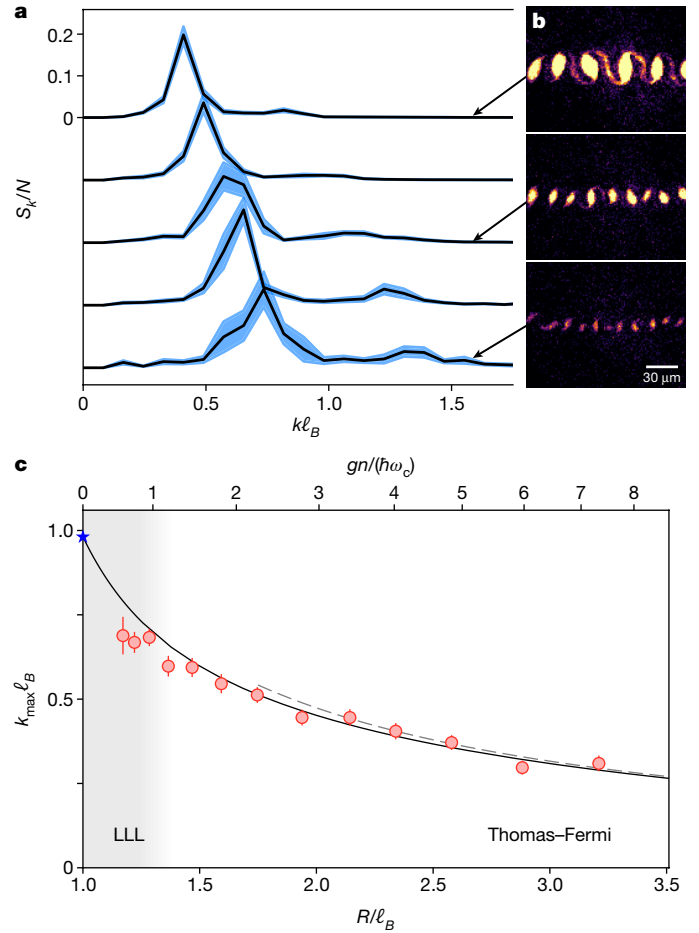 a
b
0.2
0.1
0
S_k/N
30 μm
0 0.5 1.0 1.5
kℓ_B
c
gn/(ħω_c)
0 1 2 3 4 5 6 7 8
1.0
0.5
0
k_max ℓ_B
LLL
Thomas–Fermi
1.0 1.5 2.0 2.5 3.0 3.5
R/ℓ_B